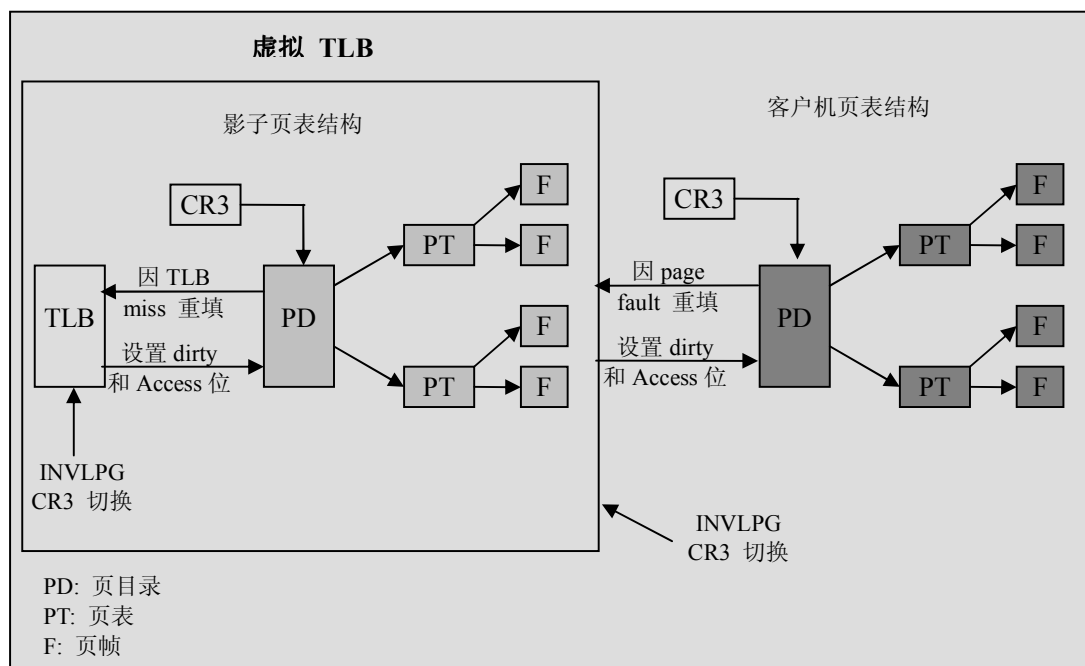 虚拟 TLB
影子页表结构
客户机页表结构
CR3
F
PT
F
因 TLB
miss 重填
TLB
PD
设置 dirty
和 Access 位
F
PT
F
INVLPG
CR3 切换
CR3
F
PT
F
因 page
fault 重填
PD
设置 dirty
和 Access 位
F
PT
F
INVLPG
CR3 切换
PD: 页目录
PT: 页表
F: 页帧